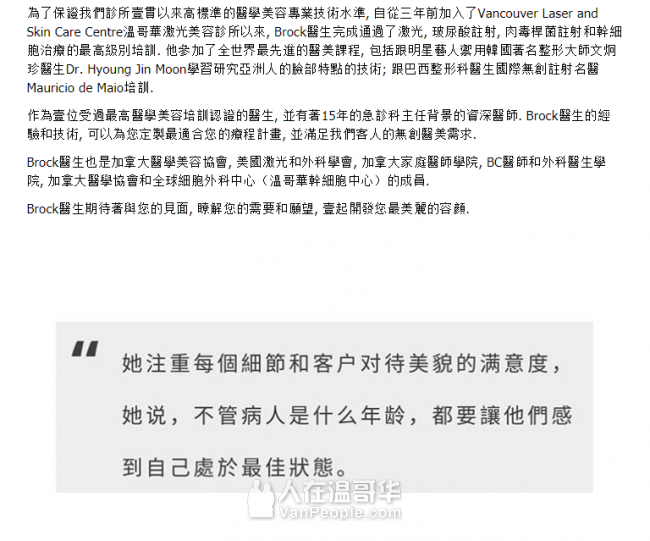 為了保證我們診所壹貫以來高標準的醫學美容專業技術水準, 自從三年前加入了Vancouver Laser and
Skin Care Centre溫哥華激光美容診所以來, Brock醫生完成通過了激光, 玻尿酸註射, 肉毒桿菌註射和幹細
胞治療的最高級別培訓. 他參加了全世界最先進的醫美課程, 包括跟明星藝人禦用韓國著名整形大師文炯
珍醫生Dr. Hyoung Jin Moon學習研究亞洲人的臉部特點的技術; 跟巴西整形科醫生國際無創註射名醫
Mauricio de Maio培訓.
作為壹位受過最高醫學美容培訓認證的醫生, 並有著15年的急診科主任背景的資深醫師. Brock醫生的經
驗和技術, 可以為您定製最適合您的療程計畫, 並滿足我們客人的無創醫美需求.
Brock醫生也是加拿大醫學美容協會, 美國激光和外科學會, 加拿大家庭醫師學院, BC醫師和外科醫生學
院, 加拿大醫學協會和全球細胞外科中心（溫哥華幹細胞中心）的成員.
Brock醫生期待著與您的見面, 瞭解您的需要和願望, 壹起開發您最美麗的容顏.
“ 她注重每個細節和客户对待美貌的满意度，
她说，不管病人是什么年龄，都要讓他們感
到自己處於最佳狀態。
人在温哥华
VanPeople.com